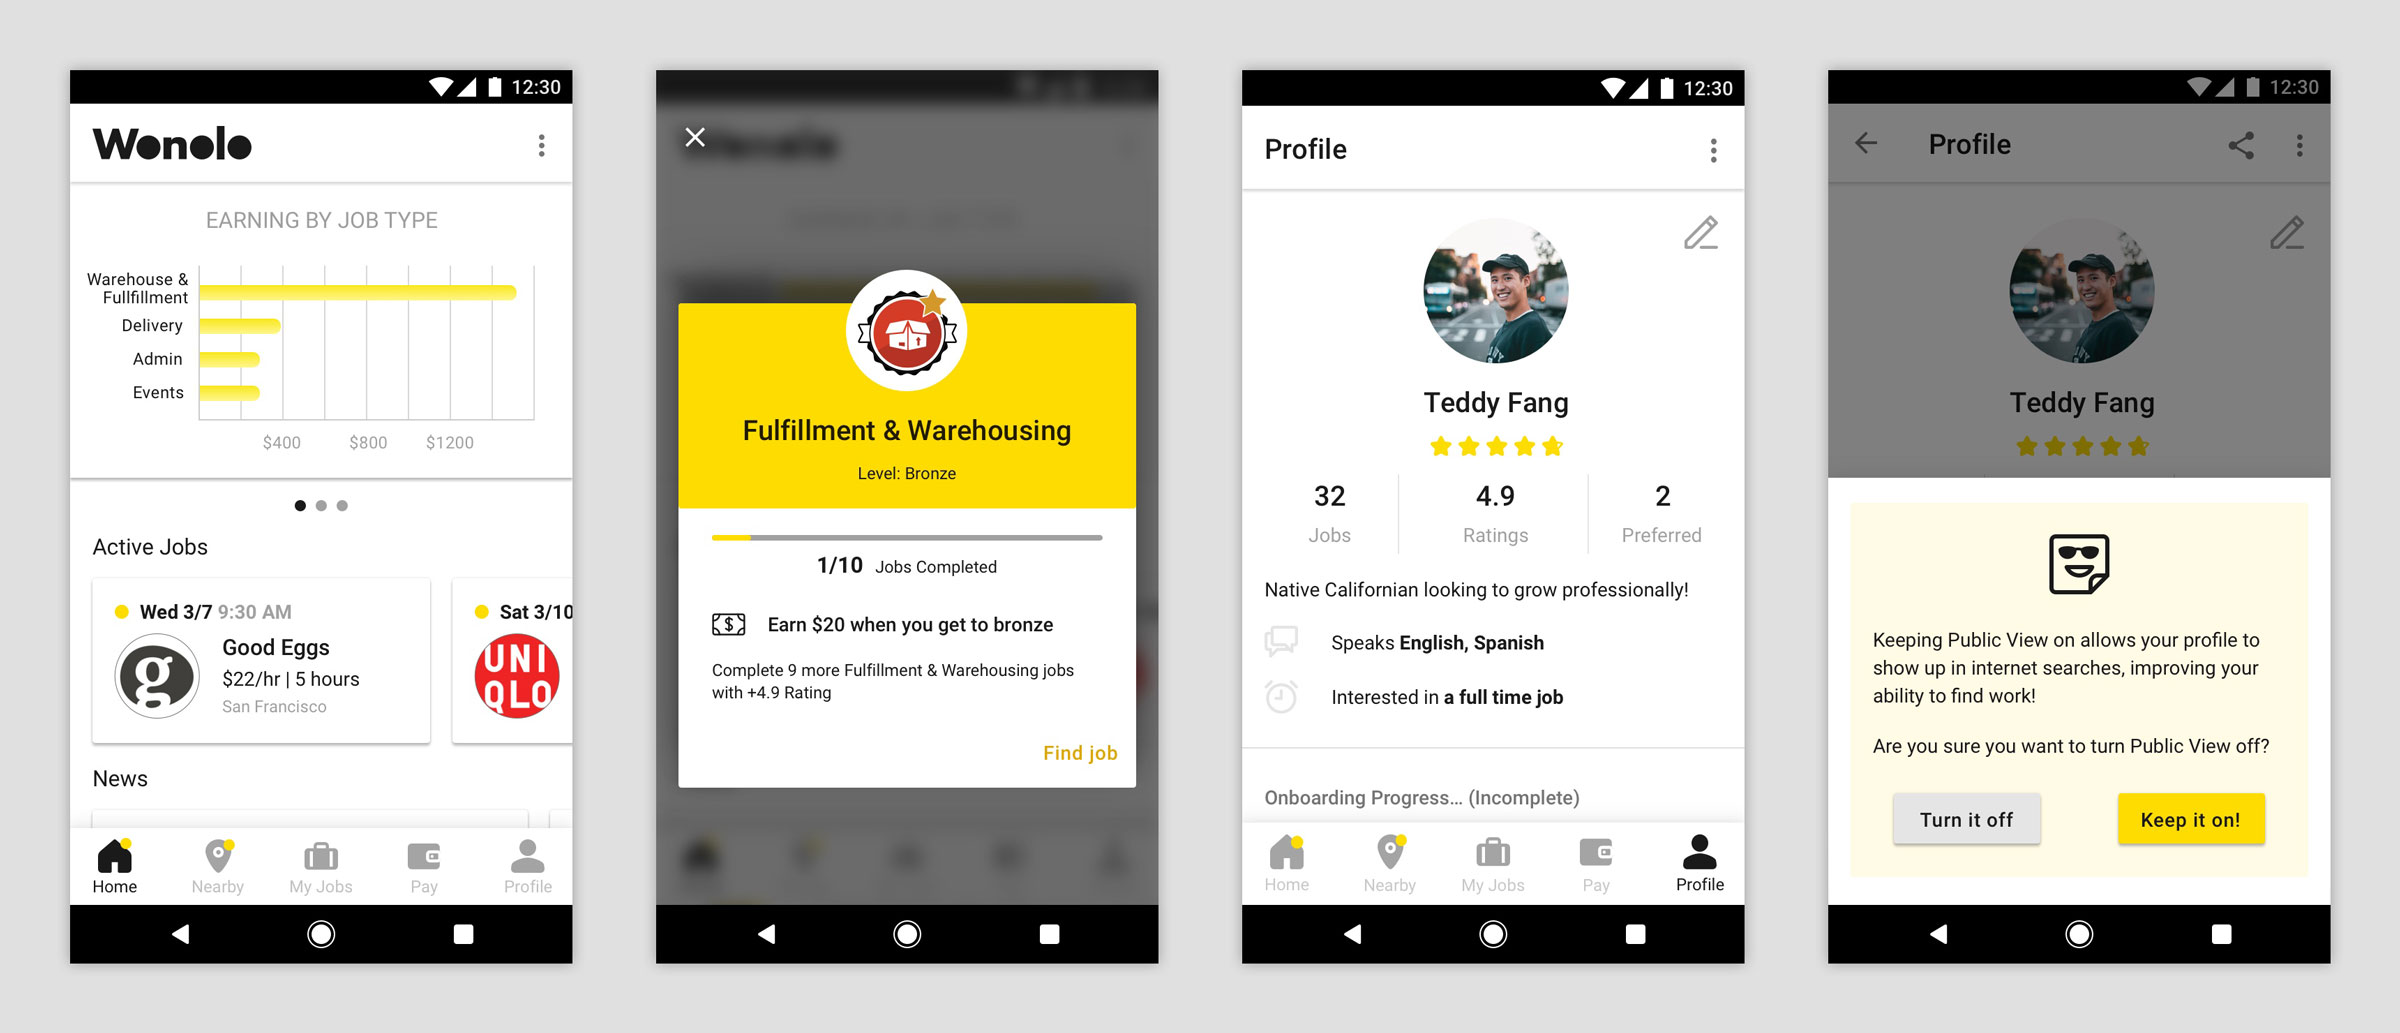 12:30
Wonolo
EARNING BY JOB TYPE
Warehouse &
Fullfillment
Delivery
Admin
Events
$400 $800 $1200
Active Jobs
Wed 3/7 9:30 AM
Good Eggs
$22/hr | 5 hours
San Francisco
g
Sat 3/10
UNI
QLO
News
Home Nearby My Jobs Pay Profile
Fulfillment & Warehousing
Level: Bronze
1/10 Jobs Completed
$ Earn $20 when you get to bronze
Complete 9 more Fulfillment & Warehousing jobs
with +4.9 Rating
Find job
12:30
Profile
Teddy Fang
32 4.9 2
Jobs Ratings Preferred
Native Californian looking to grow professionally!
Speaks English, Spanish
Interested in a full time job
Onboarding Progress... (Incomplete)
Home Nearby My Jobs Pay Profile
12:30
Profile
Teddy Fang
Keeping Public View on allows your profile to
show up in internet searches, improving your
ability to find work!
Are you sure you want to turn Public View off?
Turn it off Keep it on!